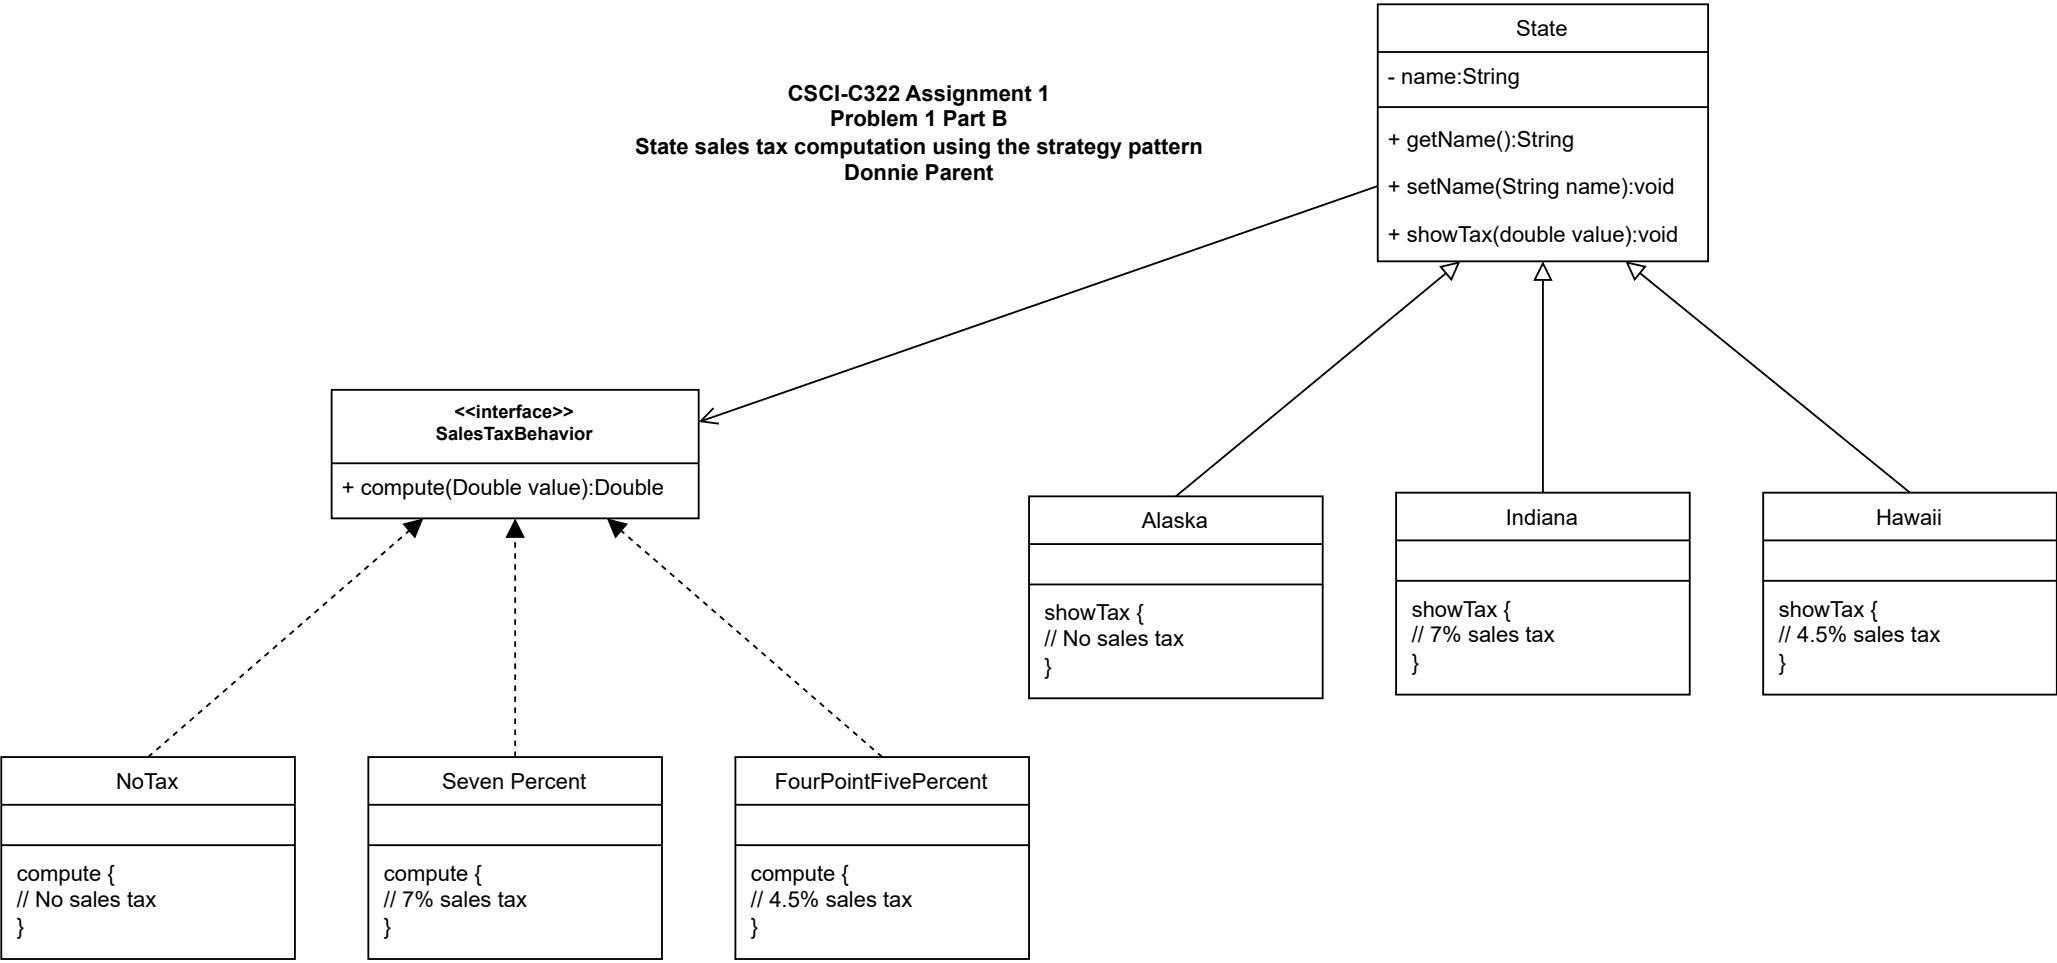 CSCI-C322 Assignment 1
Problem 1 Part B
State sales tax computation using the strategy pattern
Donnie Parent
State
- name:String
+ getName():String
+ setName(String name):void
+ showTax(double value):void
<<interface>>
SalesTaxBehavior
+ compute(Double value):Double
Alaska
showTax {
// No sales tax
}
Indiana
showTax {
// 7% sales tax
}
Hawaii
showTax {
// 4.5% sales tax
}
NoTax
compute {
// No sales tax
}
Seven Percent
compute {
// 7% sales tax
}
FourPointFivePercent
compute {
// 4.5% sales tax
}